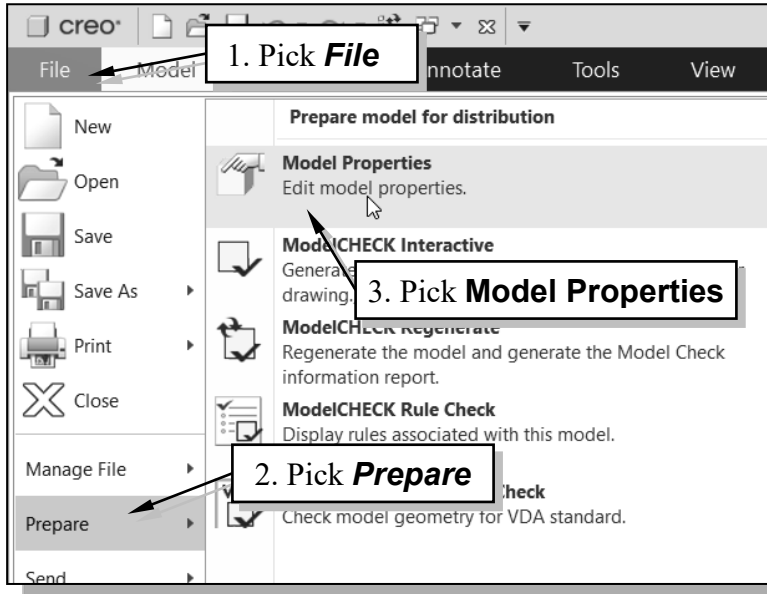 creo
1. Pick File
File
Model
nnotate
Tools
View
New
Open
Save
Save As
Print
Close
Manage File
Prepare
Send
Prepare model for distribution
Model Properties
Edit model properties.
ModelCHECK Interactive
Generate
drawing.
3. Pick Model Properties
ModelCHECK Regenerate
Regenerate the model and generate the Model Check
information report.
ModelCHECK Rule Check
Display rules associated with this model.
2. Pick Prepare
Check
Check model geometry for VDA standard.